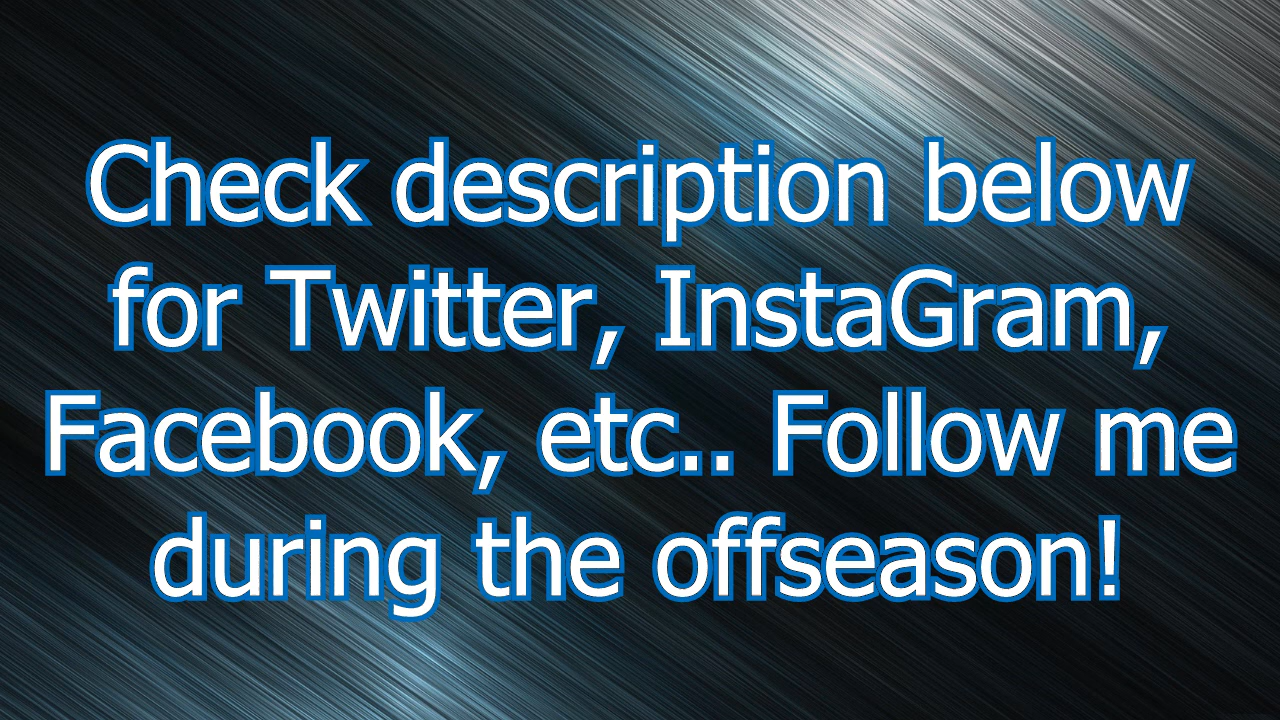 Check description below
for Twitter, InstaGram,
Facebook, etc.. Follow me
during the offseason!